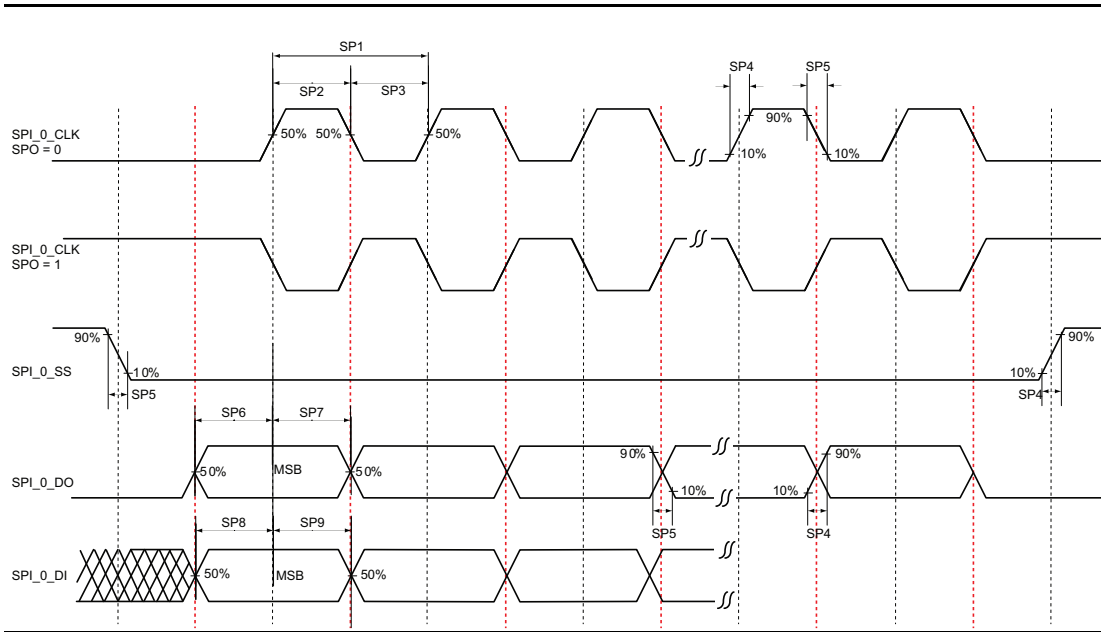 SP1
SP4 SP5
SP2 SP3
SPI_0_CLK
SPO = 0
50% 50% 50% 90%
10% 10%
SPI_0_CLK
SPO = 1
90% 90%
SPI_0_SS
10% 10%
SP5 SP4
SP6 SP7
90% 90%
SPI_0_DO
50% MSB 50%
10% 10%
SP5 SP4
SP8 SP9
SPI_0_DI
50% MSB 50%